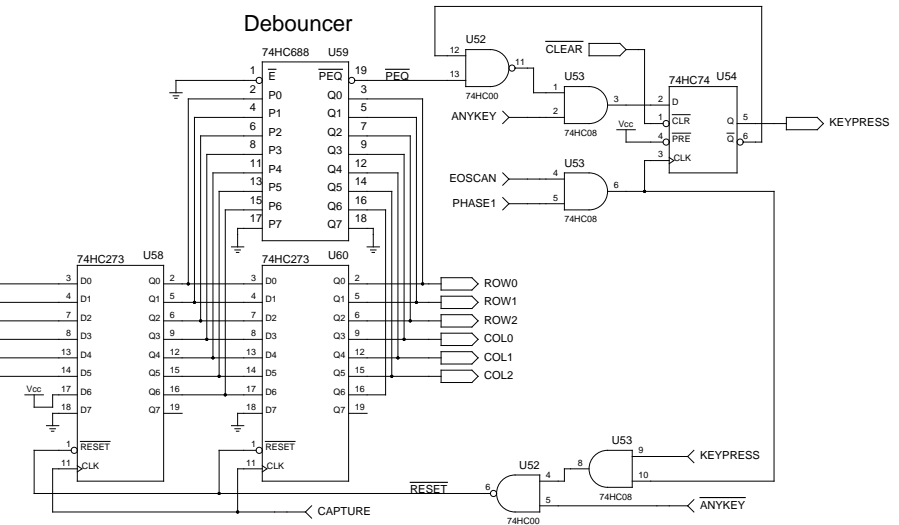 Debouncer
U52
12
13
11
74HC00
CLEAR
74HC688 U59
1 E PEQ 19 PEQ
2 P0 Q0 3
4 P1 Q1 5
6 P2 Q2 7
8 P3 Q3 9
11 P4 Q4 12
13 P5 Q5 14
15 P6 Q6 16
17 P7 Q7 18
U53
1
2
3
ANYKEY
74HC08
74HC74 U54
2 D
1 CLR Q 5 KEYPRESS
Vcc 4 PRE Q 6
3 CLK
U53
EOSCAN 4
PHASE1 5
6
74HC08
74HC273 U58
3 D0 Q0 2
4 D1 Q1 5
7 D2 Q2 6
8 D3 Q3 9
13 D4 Q4 12
14 D5 Q5 15
Vcc 17 D6 Q6 16
18 D7 Q7 19
1 RESET
11 CLK
74HC273 U60
3 D0 Q0 2 ROW0
4 D1 Q1 5 ROW1
7 D2 Q2 6 ROW2
8 D3 Q3 9 COL0
13 D4 Q4 12 COL1
14 D5 Q5 15 COL2
17 D6 Q6 16
18 D7 Q7 19
1 RESET
11 CLK
U53
8
9 KEYPRESS
10
74HC08
U52
RESET 6
4
5 ANYKEY
74HC00
CAPTURE